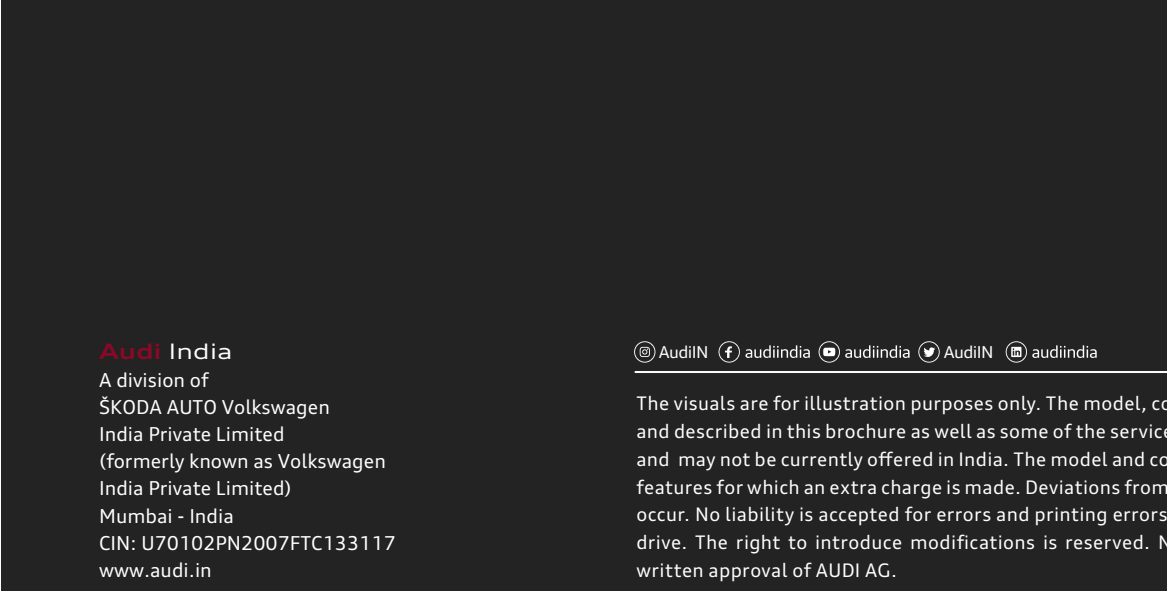 Audi India
A division of
ŠKODA AUTO Volkswagen
India Private Limited
(formerly known as Volkswagen
India Private Limited)
Mumbai - India
CIN: U70102PN2007FTC133117
www.audi.in
AudiIN audiindia audiindia AudiIN audiindia
The visuals are for illustration purposes only. The model,
and described in this brochure as well as some of the
and may not be currently offered in India. The model and
features for which an extra charge is made. Deviations from
occur. No liability is accepted for errors and printing errors
drive. The right to introduce modifications is reserved.
written approval of AUDI AG.